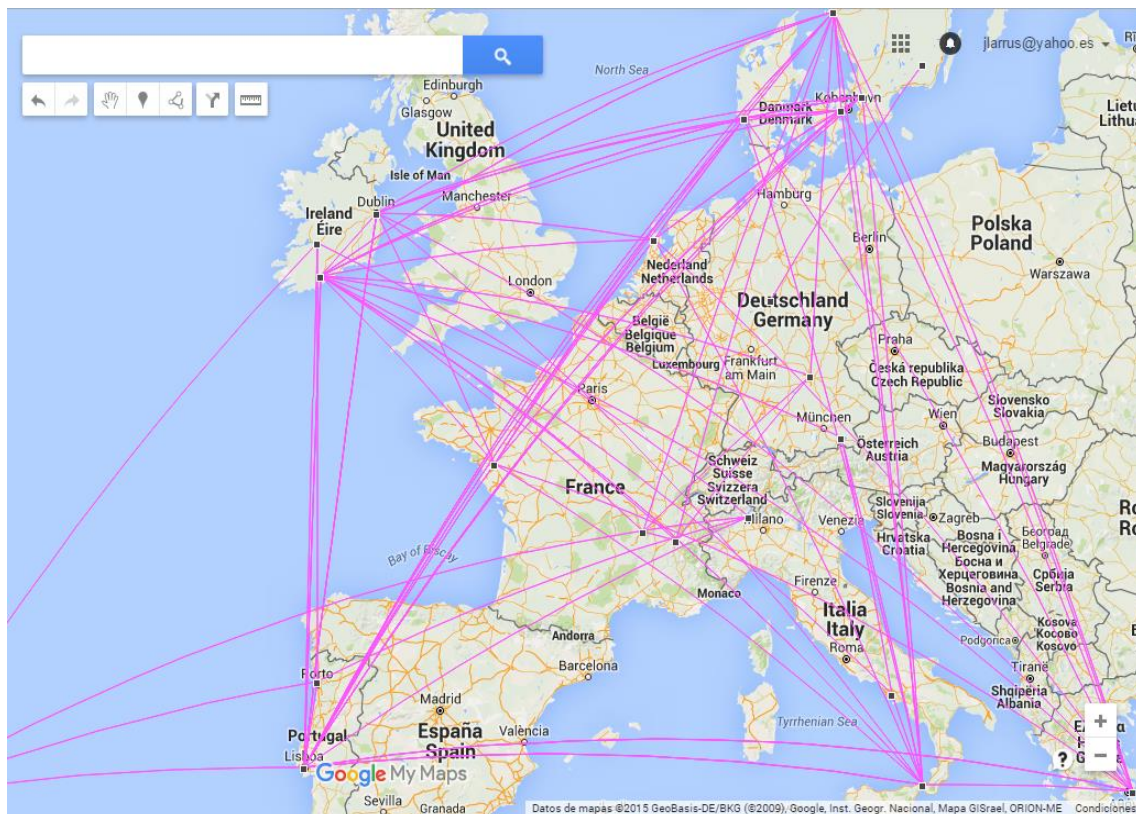 North Sea
jlarrus@yahoo.es
Edinburgh
Glasgow
United
Kingdom
Isle of Man
Danmark
Denmark
København
Lietu
Lithu
Dublin
Manchester
Hamburg
Ireland
Éire
Polska
Poland
Berlin
Warszawa
London
Nederland
Netherlands
Deutschland
Germany
België
Belgique
Belgium
Luxembourg
Frankfurt
am Main
Praha
Česká republika
Czech Republic
Paris
Slovensko
Slovakia
München
Wien
Österreich
Austria
Budapest
Magyarország
Hungary
Schweiz
Suisse
Svizzera
Switzerland
France
Slovenija
Slovenia
Zagreb
Milano
Venezia
Hrvatska
Croatia
Bosna i
Hercegovina
Босна и
Херцеговина
Bosnia and
Herzegovina
Београд
Belgrade
Србија
Serbia
Bay of Biscay
Monaco
Firenze
Italia
Italy
Kosova
Косово
Kosovo
Podgorica
Andorra
Roma
Porto
Barcelona
Tiranë
Shqipëria
Albania
Madrid
Portugal
España
Spain
València
Tyrrhenian Sea
Lisboa
Google My Maps
Sevilla
Granada
Datos de mapas ©2015 GeoBasis-DE/BKG (©2009), Google, Inst. Geogr. Nacional, Mapa GISrael, ORION-ME
Condiciones